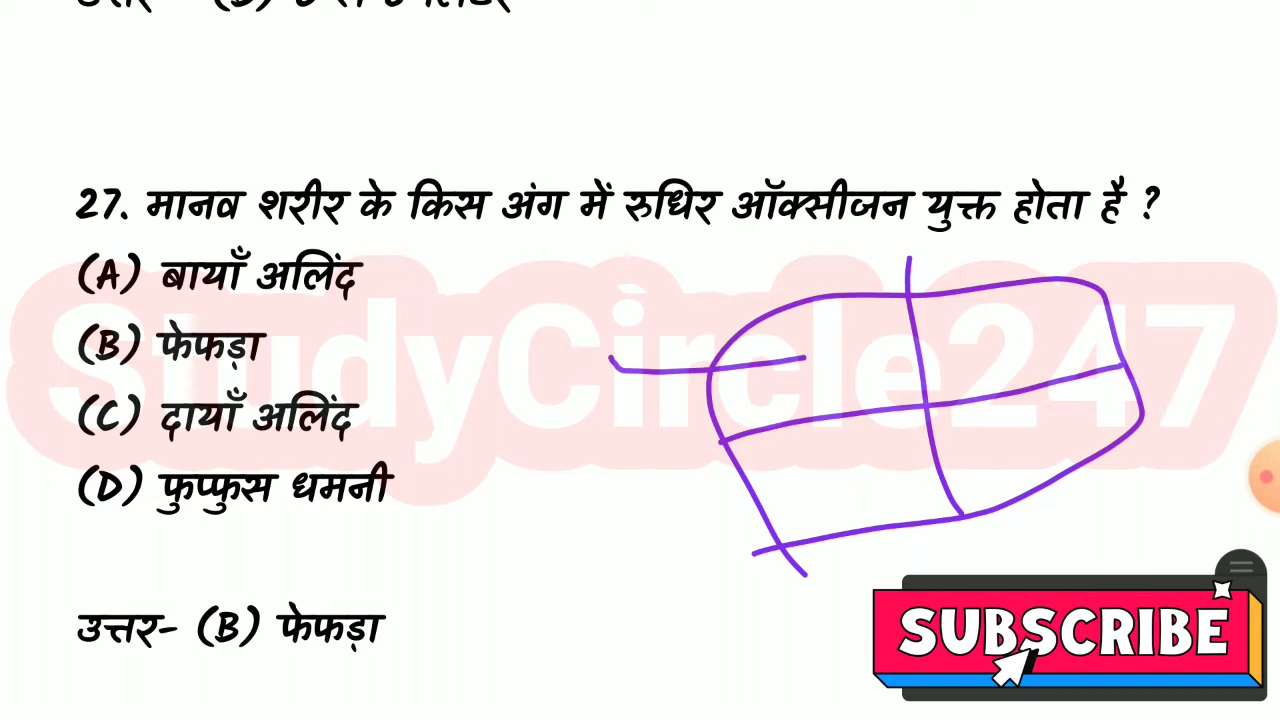 27. मानव शरीर के किस अंग में रुधिर ऑक्सीजन युक्त होता है ?
(A) बायाँ अलिंद
(B) फेफड़ा
(C) दायाँ अलिंद
(D) फुप्फुस धमनी
StudyCircle247
उत्तर- (B) फेफड़ा
SUBSCRIBE